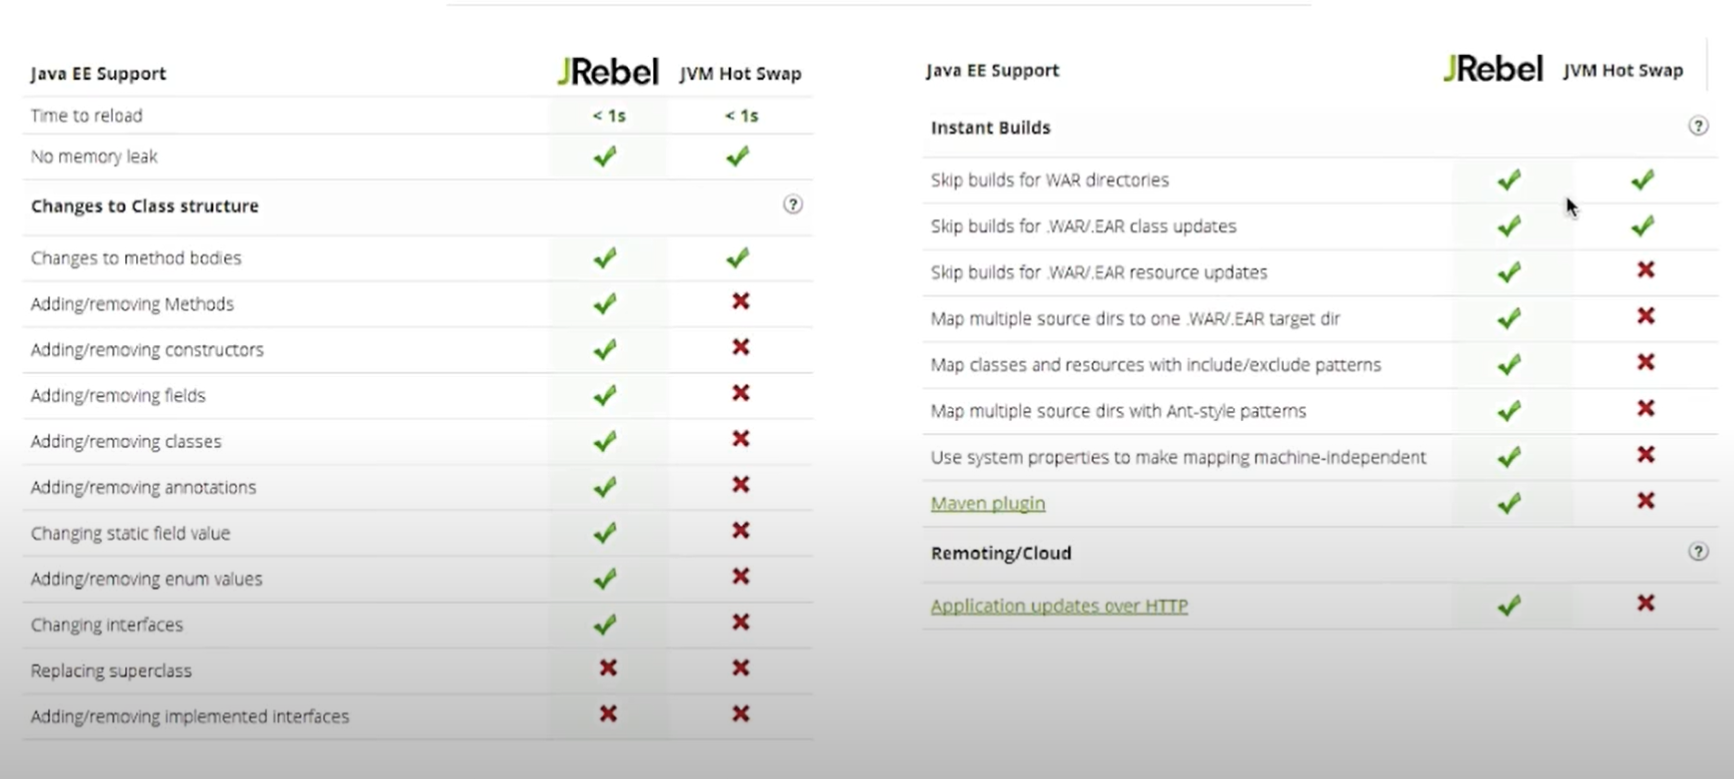 Java EE Support JRebel JVM Hot Swap
Time to reload < 1s < 1s
No memory leak
Changes to Class structure ?
Changes to method bodies
Adding/removing Methods
Adding/removing constructors
Adding/removing fields
Adding/removing classes
Adding/removing annotations
Changing static field value
Adding/removing enum values
Changing interfaces
Replacing superclass
Adding/removing implemented interfaces
Java EE Support JRebel JVM Hot Swap
Instant Builds ?
Skip builds for WAR directories
Skip builds for .WAR/.EAR class updates
Skip builds for .WAR/.EAR resource updates
Map multiple source dirs to one .WAR/.EAR target dir
Map classes and resources with include/exclude patterns
Map multiple source dirs with Ant-style patterns
Use system properties to make mapping machine-independent
Maven plugin
Remoting/Cloud ?
Application updates over HTTP